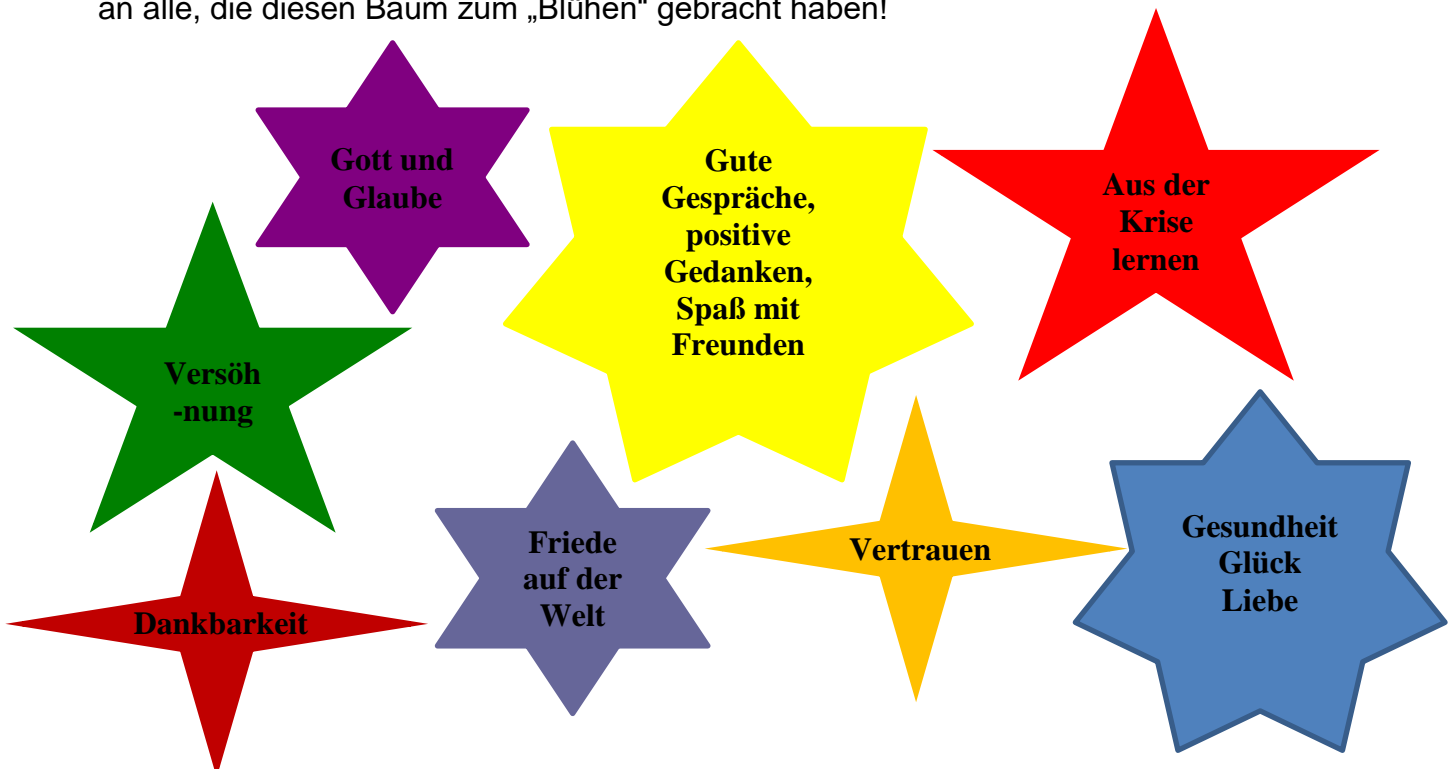 an alle, die diesen Baum zum „Blühen“ gebracht haben!
Gott und
Glaube
Gute
Gespräche,
positive
Gedanken,
Spaß mit
Freunden
Aus der
Krise
lernen
Versöh
-nung
Friede
auf der
Welt
Vertrauen
Gesundheit
Glück
Liebe
Dankbarkeit